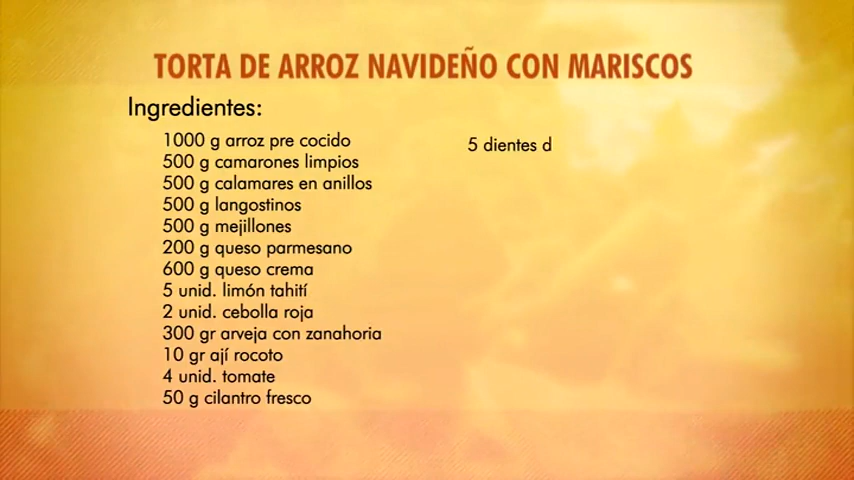 TORTA DE ARROZ NAVIDEÑO CON MARISCOS
Ingredientes:
1000 g arroz pre cocido
500 g camarones limpios
500 g calamares en anillos
500 g langostinos
500 g mejillones
200 g queso parmesano
600 g queso crema
5 unid. limón tahití
2 unid. cebolla roja
300 gr arveja con zanahoria
10 gr ají rocoto
4 unid. tomate
50 g cilantro fresco
5 dientes d